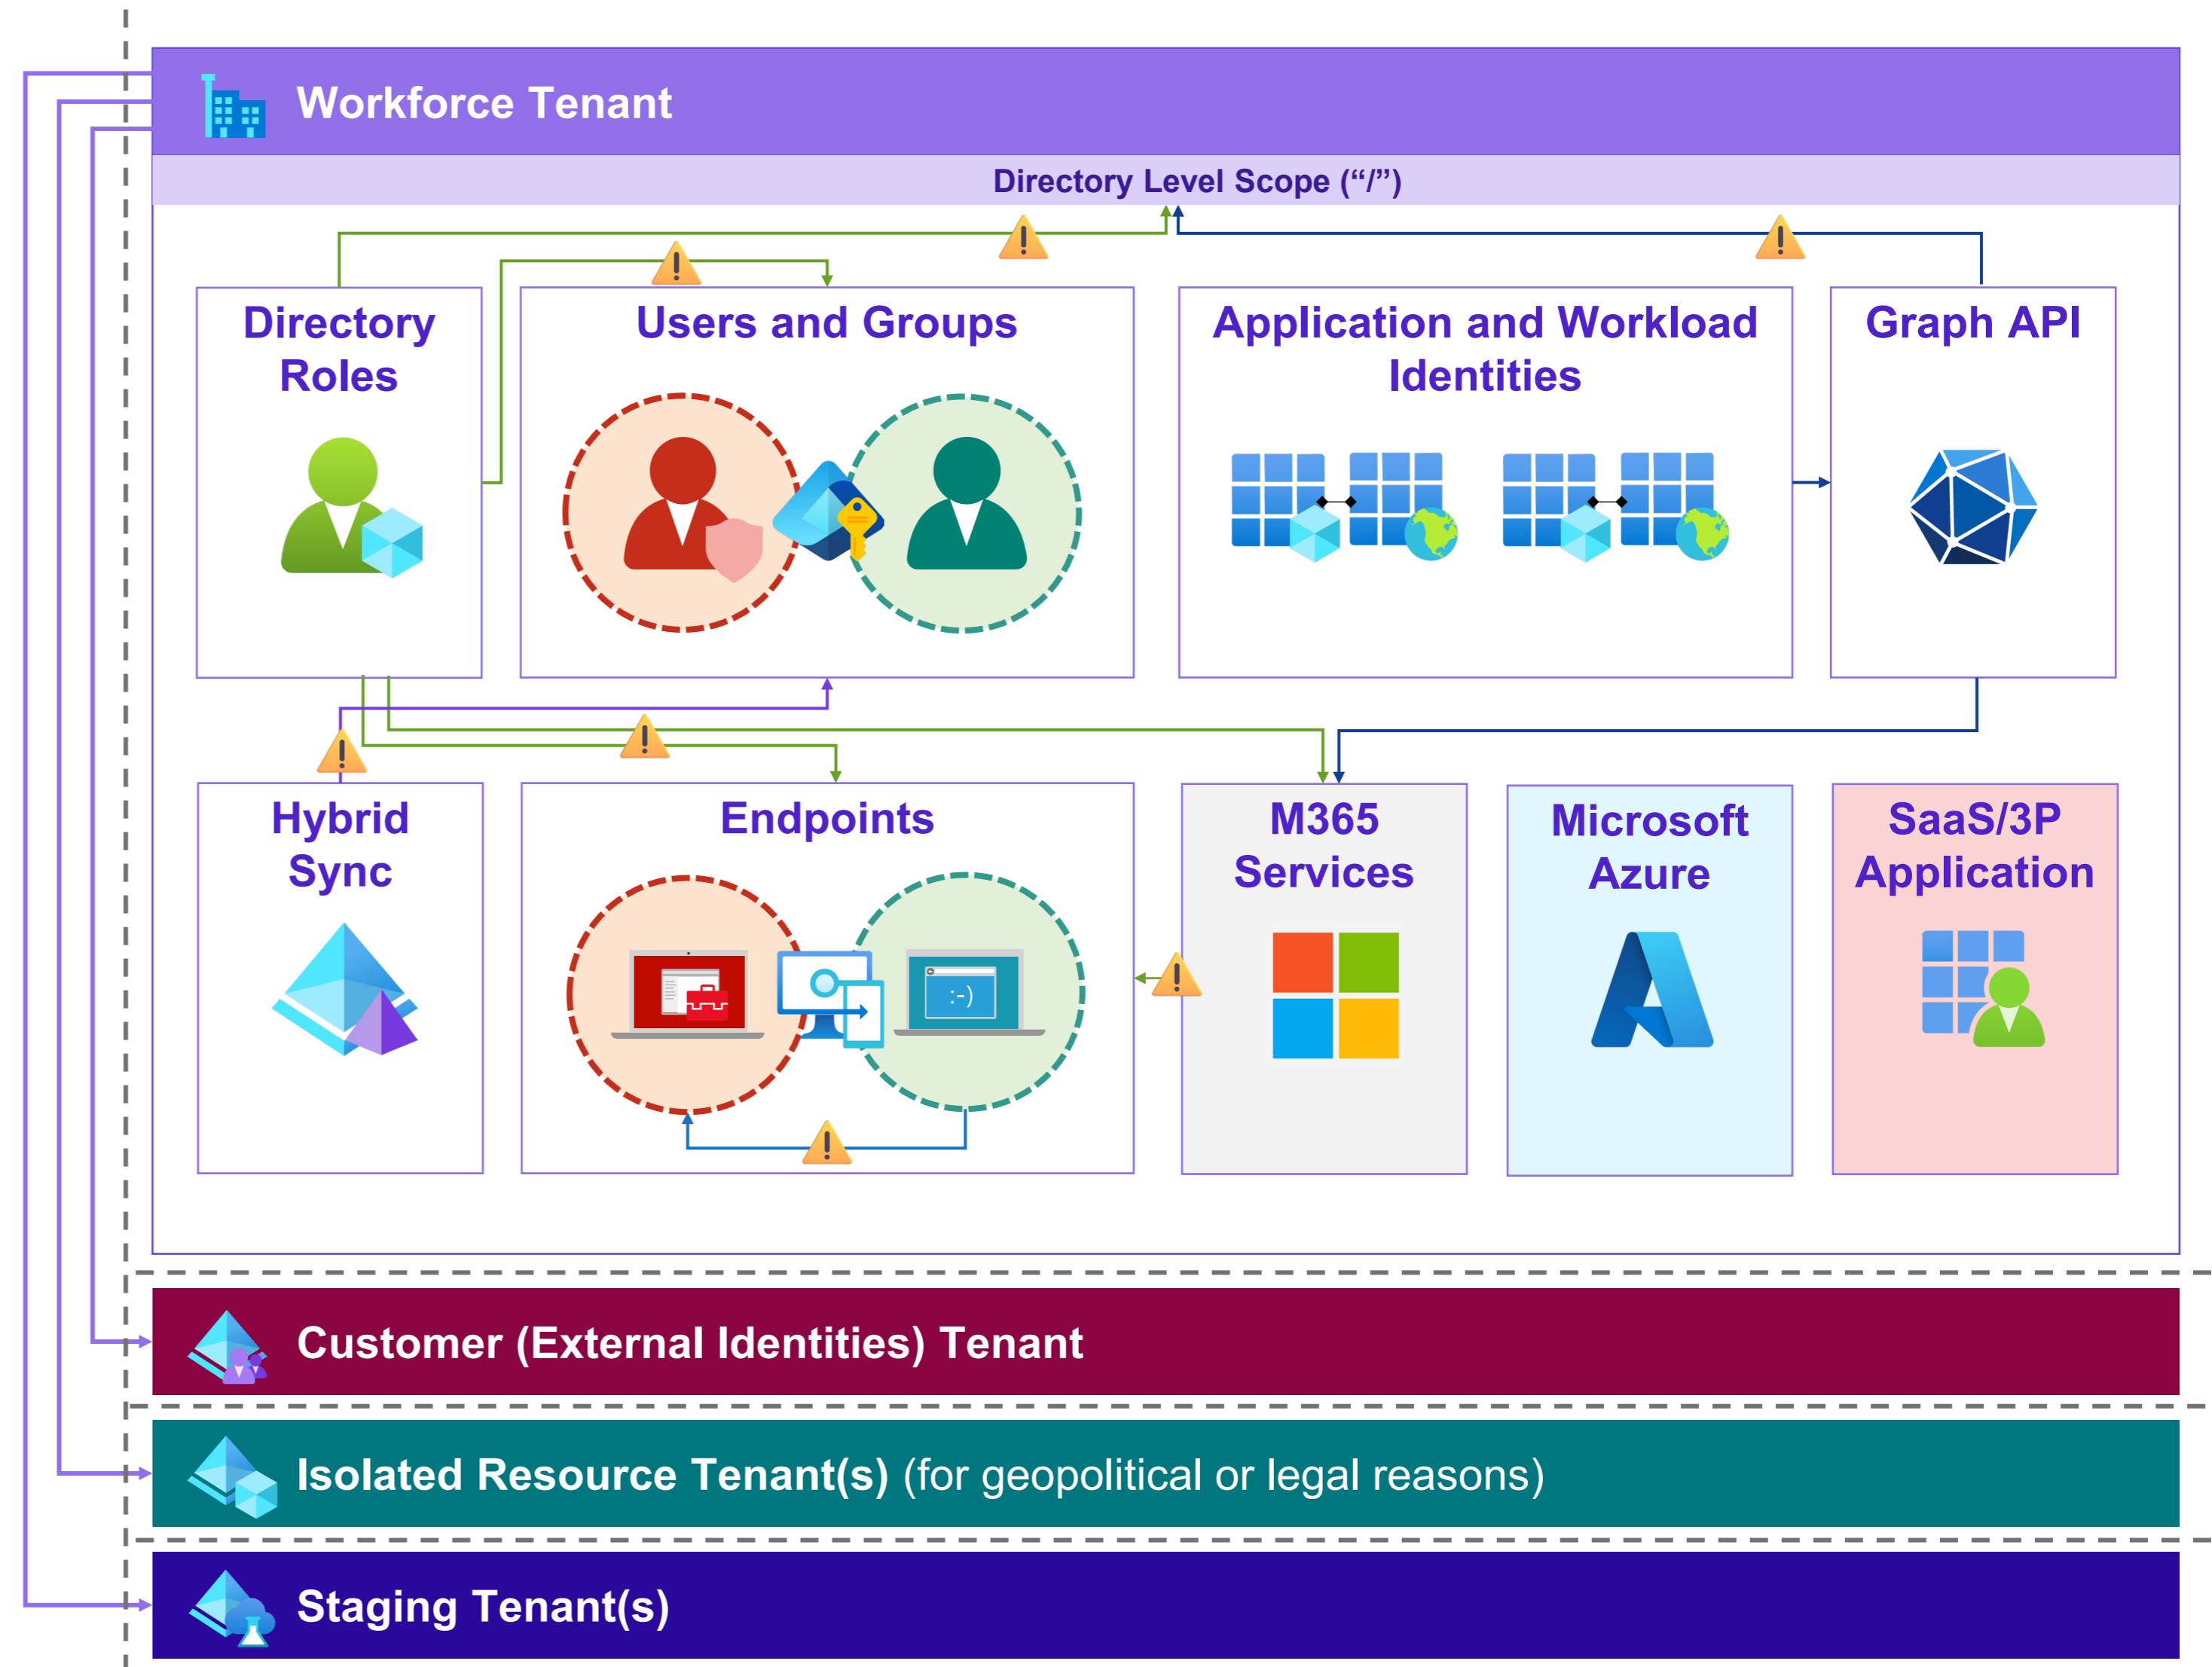 Workforce Tenant
Directory Level Scope (“/”)
Directory
Roles
Users and Groups
Application and Workload
Identities
Graph API
Hybrid
Sync
Endpoints
:-)
M365
Services
Microsoft
Azure
SaaS/3P
Application
Customer (External Identities) Tenant
Isolated Resource Tenant(s) (for geopolitical or legal reasons)
Staging Tenant(s)